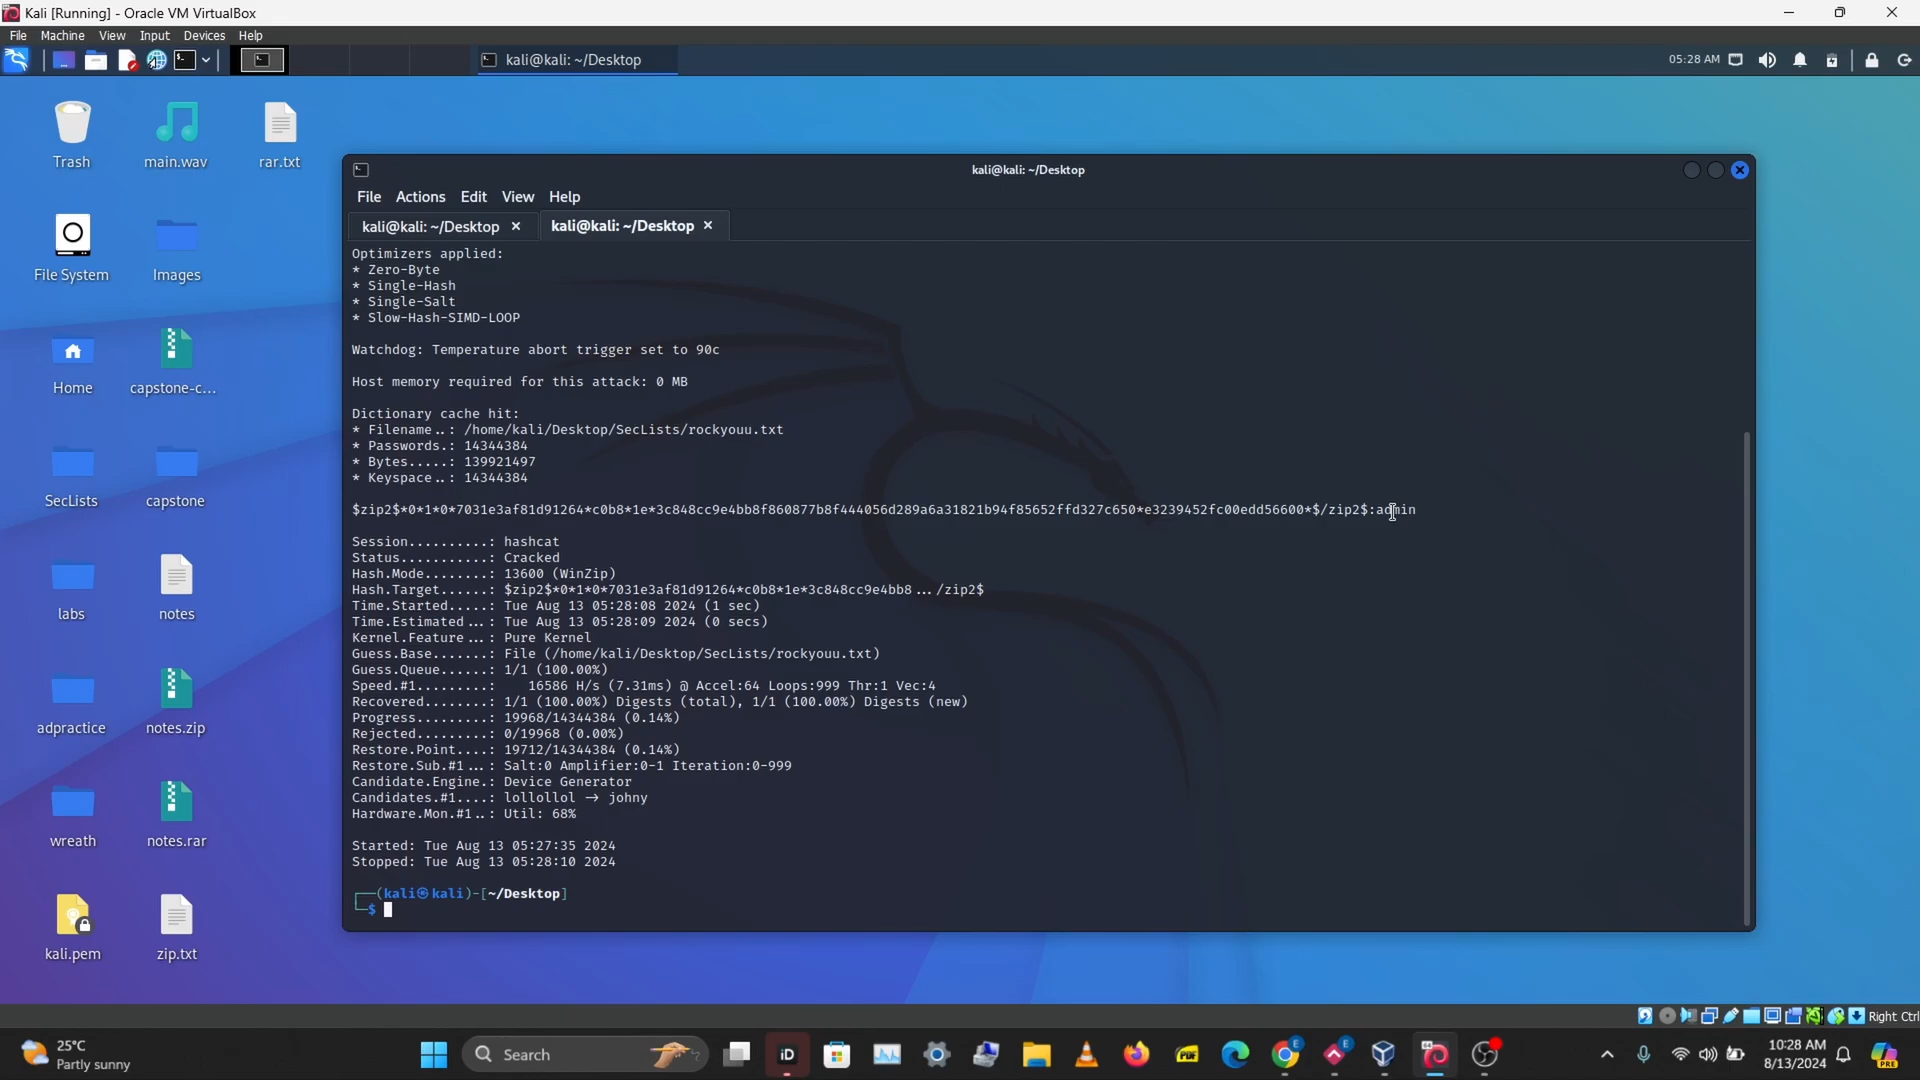 Kali [Running] - Oracle VM VirtualBox
File Machine View Input Devices Help
kali@kali: ~/Desktop
05:28 AM
Trash
main.wav
rar.txt
File System
Images
Home
capstone-c...
SecLists
capstone
labs
notes
adpractice
notes.zip
wreath
notes.rar
kali.pem
zip.txt
kali@kali: ~/Desktop
File Actions Edit View Help
kali@kali: ~/Desktop × kali@kali: ~/Desktop ×
Optimizers applied:
* Zero-Byte
* Single-Hash
* Single-Salt
* Slow-Hash-SIMD-LOOP
Watchdog: Temperature abort trigger set to 90c
Host memory required for this attack: 0 MB
Dictionary cache hit:
* Filename..: /home/kali/Desktop/SecLists/rockyouu.txt
* Passwords.: 14344384
* Bytes.....: 139921497
* Keyspace..: 14344384
$zip2$*0*1*0*7031e3af81d91264*c0b8*1e*3c848cc9e4bb8f860877b8f444056d289a6a31821b94f85652ffd327c650*e3239452fc00edd56600*$/zip2$:admin
Session..........: hashcat
Status...........: Cracked
Hash.Mode........: 13600 (WinZip)
Hash.Target......: $zip2$*0*1*0*7031e3af81d91264*c0b8*1e*3c848cc9e4bb8.../zip2$
Time.Started.....: Tue Aug 13 05:28:08 2024 (1 sec)
Time.Estimated...: Tue Aug 13 05:28:09 2024 (0 secs)
Kernel.Feature...: Pure Kernel
Guess.Base.......: File (/home/kali/Desktop/SecLists/rockyouu.txt)
Guess.Queue......: 1/1 (100.00%)
Speed.#1.........: 16586 H/s (7.31ms) @ Accel:64 Loops:999 Thr:1 Vec:4
Recovered........: 1/1 (100.00%) Digests (total), 1/1 (100.00%) Digests (new)
Progress.........: 19968/14344384 (0.14%)
Rejected.........: 0/19968 (0.00%)
Restore.Point....: 19712/14344384 (0.14%)
Restore.Sub.#1...: Salt:0 Amplifier:0-1 Iteration:0-999
Candidate.Engine.: Device Generator
Candidates.#1....: lollollol → johny
Hardware.Mon.#1..: Util: 68%
Started: Tue Aug 13 05:27:35 2024
Stopped: Tue Aug 13 05:28:10 2024
┌──(kali㉿kali)-[~/Desktop]
└─$
Right Ctrl
25°C
Partly sunny
Search
10:28 AM
8/13/2024